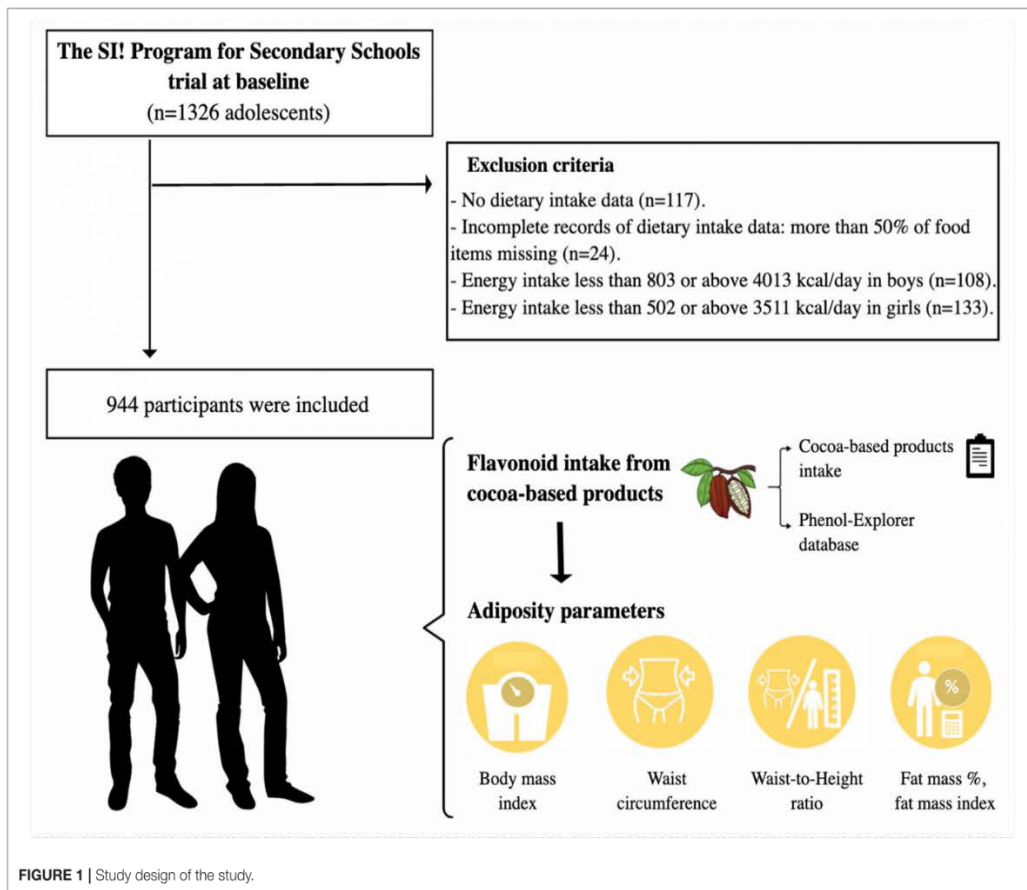 The SI! Program for Secondary Schools
trial at baseline
(n=1326 adolescents)
Exclusion criteria
- No dietary intake data (n=117).
- Incomplete records of dietary intake data: more than 50% of food
items missing (n=24).
- Energy intake less than 803 or above 4013 kcal/day in boys (n=108).
- Energy intake less than 502 or above 3511 kcal/day in girls (n=133).
944 participants were included
Flavonoid intake from
cocoa-based products
Cocoa-based products
intake
Phenol-Explorer
database
Adiposity parameters
%
Body mass
index
Waist
circumference
Waist-to-Height
ratio
Fat mass %,
fat mass index
FIGURE 1 | Study design of the study.